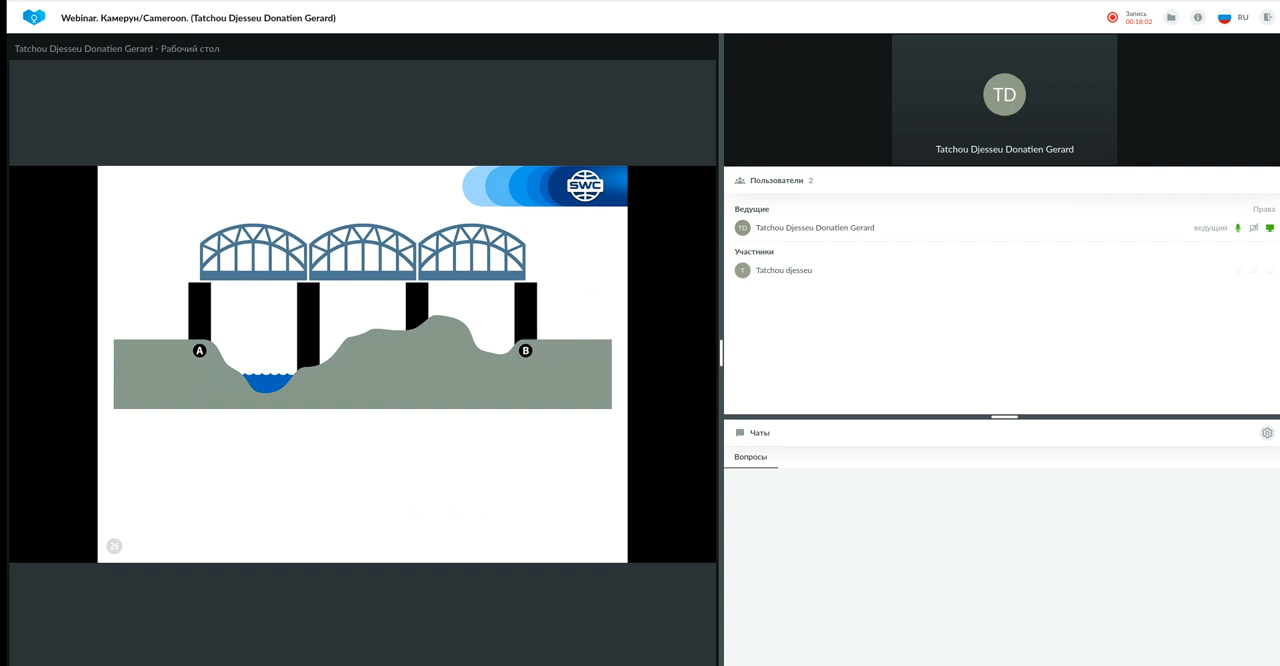 Webinar. Камерун/Cameroon. (Tatchou Djesseu Donatien Gerard)
Запись
00:18:02
RU
Tatchou Djesseu Donatien Gerard - Рабочий стол
SWC
A
B
26
TD
Tatchou Djesseu Donatien Gerard
Пользователи 2
Ведущие Права
TD Tatchou Djesseu Donatien Gerard ведущий
Участники
T Tatchou djesseu
Чаты
Вопросы